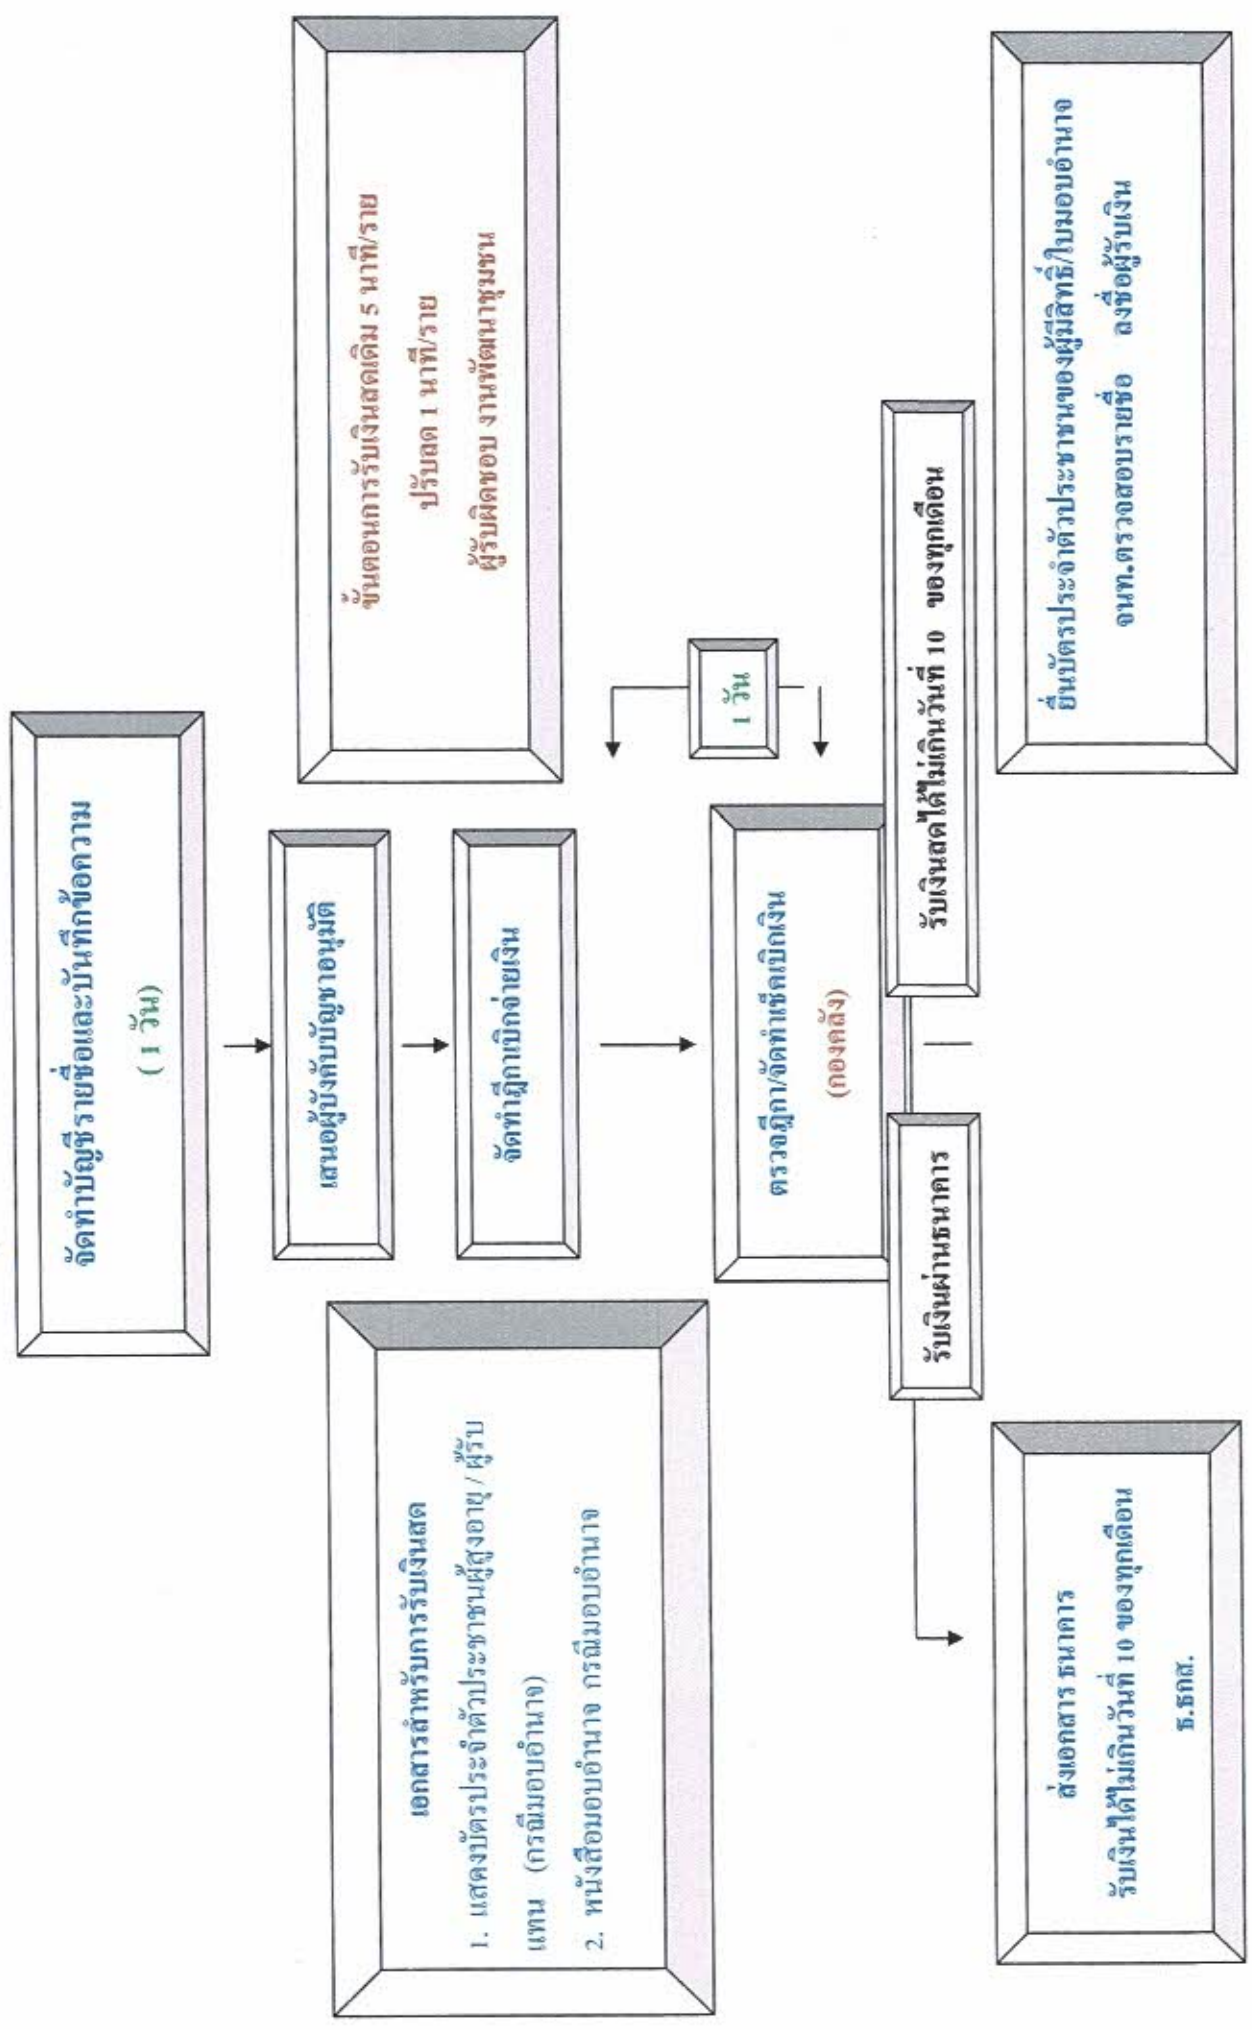 จัดทำบัญชีรายชื่อและบันทึกข้อความ
( 1 วัน)
เสนอผู้บังกับบัญชาอนุมัติ
จัดทำฎีกาเบิกจ่ายเงิน
ขั้นตอนการรับเงินสดเดิม 5 นาที/ราย
ปรับลด 1 นาที/ราย
ผู้รับผิดชอบ งานพัฒนาชุมชน
เอกสารสำหรับการรับเงินสด
1. แสดงบัตรประจำตัวประชาชนผู้สูงอายุ / ผู้รับ
แทน (กรณีมอบอำนาจ)
2. หนังสือมอบอำนาจ กรณีมอบอำนาจ
1 วัน
ตรวจฎีกา/จัดทำเช็คเบิกเงิน
(กองคลัง)
รับเงินผ่านธนาคาร
รับเงินสดได้ไม่เกินวันที่ 10 ของทุกเดือน
ส่งเอกสาร ธนาคาร
รับเงินได้ไม่เกินวันที่ 10 ของทุกเดือน
ธ.ธกส.
ยื่นบัตรประจำตัวประชาชนของผู้มีสิทธิ์/ใบมอบอำนาจ
จนท.ตรวจสอบรายชื่อ ลงชื่อผู้รับเงิน